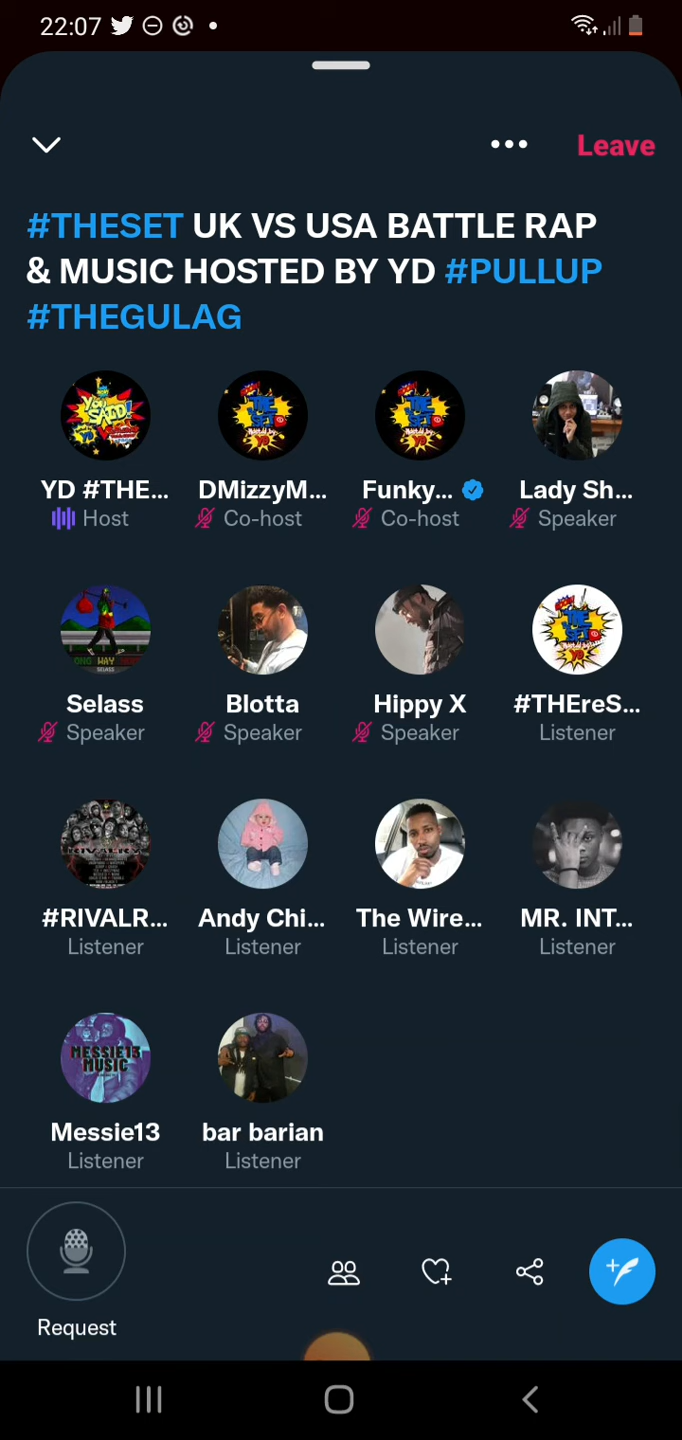 22:07
Leave
#THESET UK VS USA BATTLE RAP
& MUSIC HOSTED BY YD #PULLUP
#THEGULAG
YD #THE... DMizzyM... Funky... Lady Sh...
Host Co-host Co-host Speaker
Selass Blotta Hippy X #THEreS...
Speaker Speaker Speaker Listener
#RIVALR... Andy Chi... The Wire... MR. INT...
Listener Listener Listener Listener
MESSIE13
MUSIC
Messie13 bar barian
Listener Listener
Request